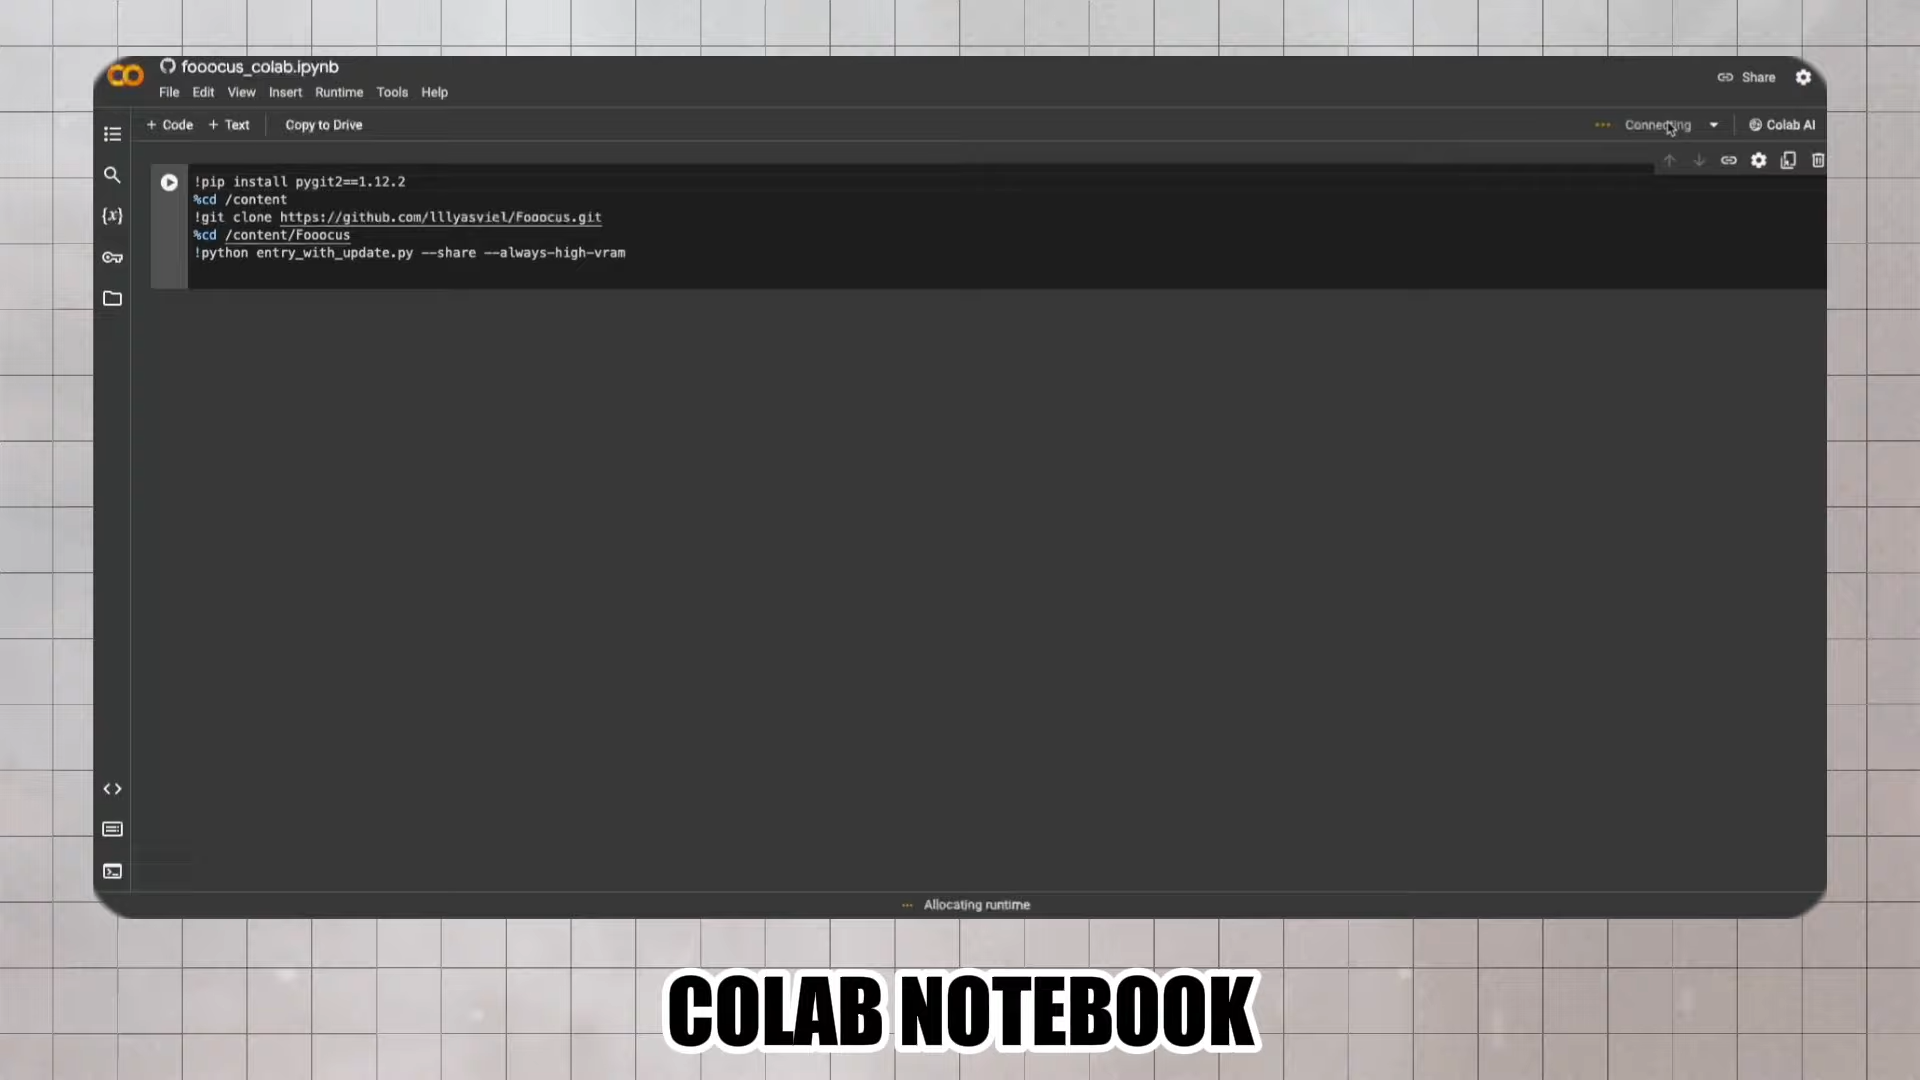 fooocus_colab.ipynb
Share
File Edit View Insert Runtime Tools Help
+ Code + Text Copy to Drive
Connecting
Colab AI
!pip install pygit2==1.12.2
%cd /content
!git clone https://github.com/lllyasviel/Fooocus.git
%cd /content/Fooocus
!python entry_with_update.py --share --always-high-vram
Allocating runtime
COLAB NOTEBOOK